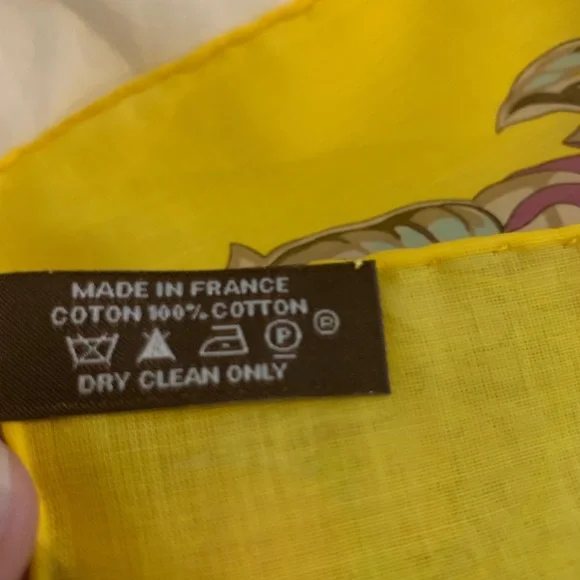 MADE IN FRANCE
COTON 100% COTTON
P ®
DRY CLEAN ONLY